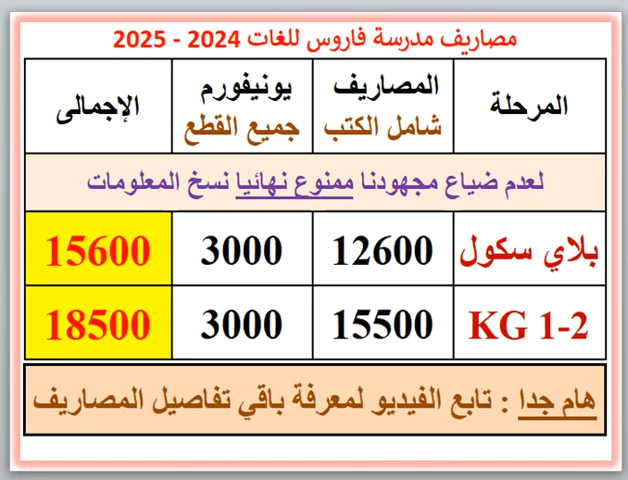 مصاريف مدرسة فاروس للغات 2024 - 2025
المرحلة المصاريف شامل الكتب يونيفورم جميع القطع الإجمالى
لعدم ضياع مجهودنا ممنوع نهائيا نسخ المعلومات
بلاي سكول 12600 3000 15600
KG 1-2 15500 3000 18500
هام جدا : تابع الفيديو لمعرفة باقي تفاصيل المصاريف